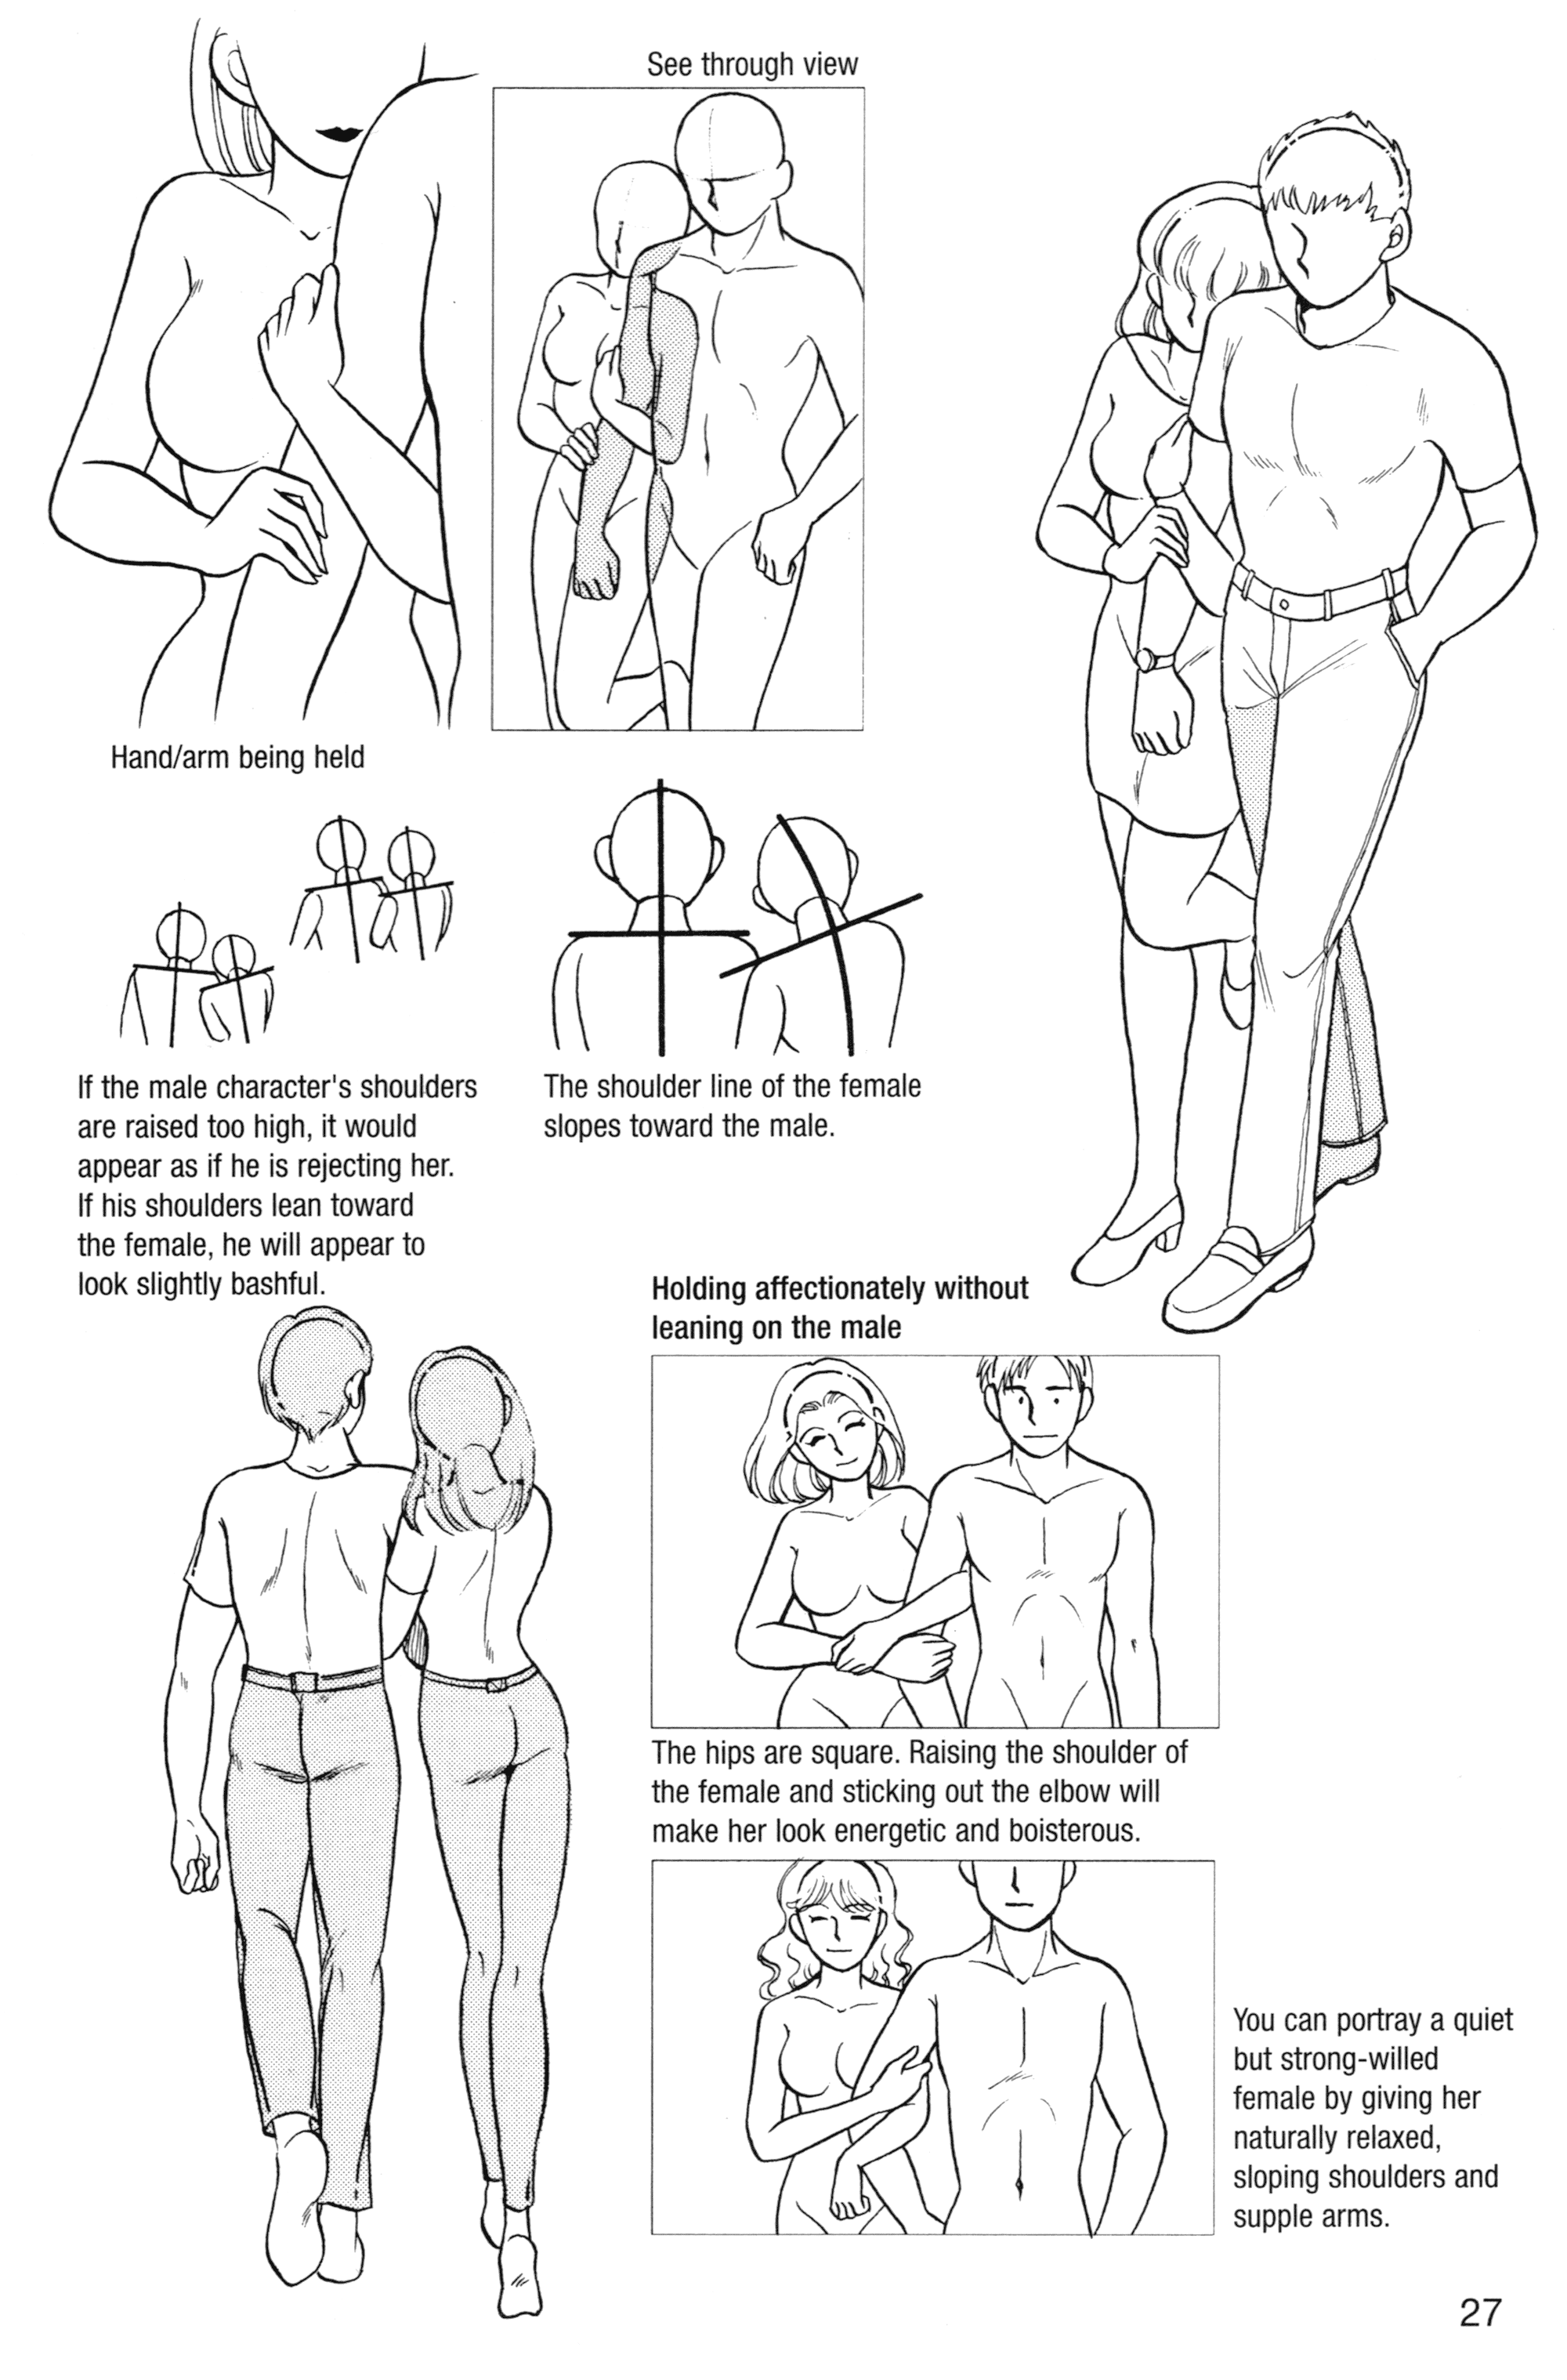 See through view
Hand/arm being held
If the male character's shoulders
are raised too high, it would
appear as if he is rejecting her.
If his shoulders lean toward
the female, he will appear to
look slightly bashful.
The shoulder line of the female
slopes toward the male.
Holding affectionately without
leaning on the male
The hips are square. Raising the shoulder of
the female and sticking out the elbow will
make her look energetic and boisterous.
You can portray a quiet
but strong-willed
female by giving her
naturally relaxed,
sloping shoulders and
supple arms.
27